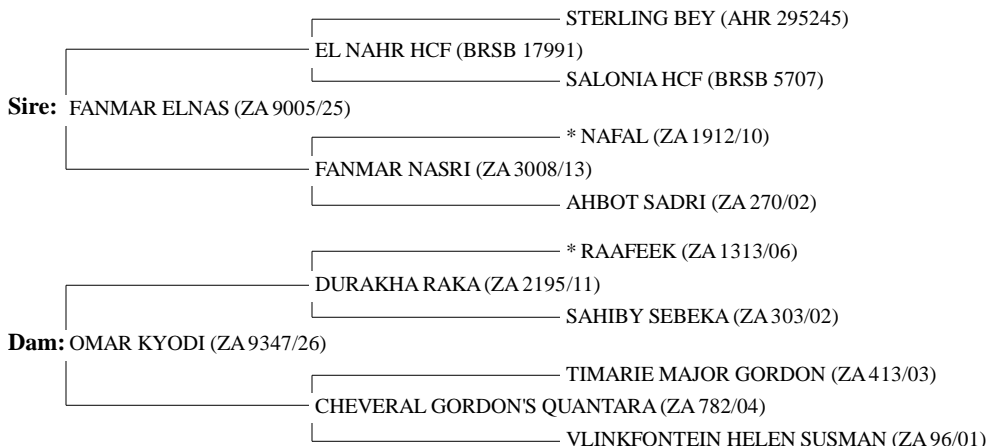 STERLING BEY (AHR 295245)
EL NAHR HCF (BRSB 17991)
SALONIA HCF (BRSB 5707)
Sire: FANMAR ELNAS (ZA 9005/25)
* NAFAL (ZA 1912/10)
FANMAR NASRI (ZA 3008/13)
AHBOT SADRI (ZA 270/02)
* RAAFEEK (ZA 1313/06)
DURAKHA RAKA (ZA 2195/11)
SAHIBY SEBEKA (ZA 303/02)
Dam: OMAR KYODI (ZA 9347/26)
TIMARIE MAJOR GORDON (ZA 413/03)
CHEVERAL GORDON'S QUANTARA (ZA 782/04)
VLINKFONTEIN HELEN SUSMAN (ZA 96/01)